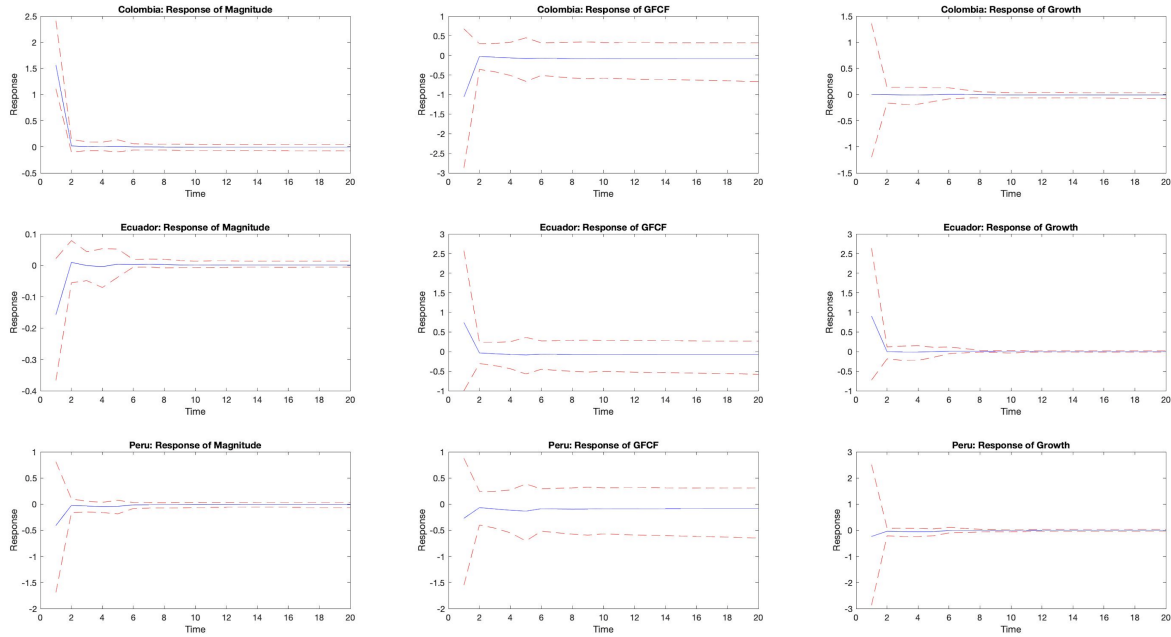 Colombia: Response of Magnitude
Response
2.5
2
1.5
1
0.5
0
-0.5
0 2 4 6 8 10 12 14 16 18 20
Time
Colombia: Response of GFCF
Response
1
0.5
0
-0.5
-1
-1.5
-2
-2.5
-3
0 2 4 6 8 10 12 14 16 18 20
Time
Colombia: Response of Growth
Response
1.5
1
0.5
0
-0.5
-1
-1.5
0 2 4 6 8 10 12 14 16 18 20
Time
Ecuador: Response of Magnitude
Response
0.1
0
-0.1
-0.2
-0.3
-0.4
0 2 4 6 8 10 12 14 16 18 20
Time
Ecuador: Response of GFCF
Response
3
2.5
2
1.5
1
0.5
0
-0.5
-1
0 2 4 6 8 10 12 14 16 18 20
Time
Ecuador: Response of Growth
Response
3
2.5
2
1.5
1
0.5
0
-0.5
-1
0 2 4 6 8 10 12 14 16 18 20
Time
Peru: Response of Magnitude
Response
1
0.5
0
-0.5
-1
-1.5
-2
0 2 4 6 8 10 12 14 16 18 20
Time
Peru: Response of GFCF
Response
1
0.5
0
-0.5
-1
-1.5
-2
0 2 4 6 8 10 12 14 16 18 20
Time
Peru: Response of Growth
Response
3
2
1
0
-1
-2
-3
0 2 4 6 8 10 12 14 16 18 20
Time